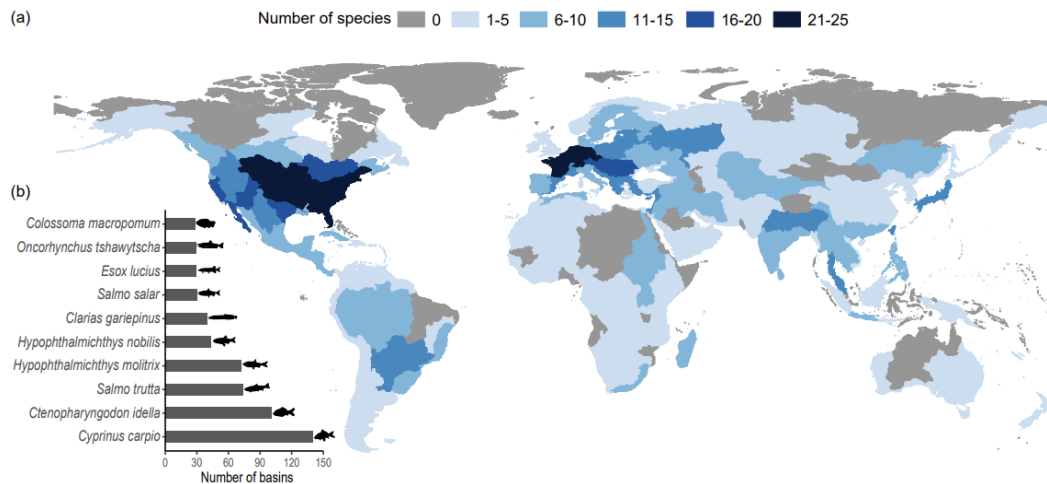 (a)
Number of species 0 1-5 6-10 11-15 16-20 21-25
(b)
Colossoma macropomum
Oncorhynchus tshawytscha
Esox lucius
Salmo salar
Clarias gariepinus
Hypophthalmichthys nobilis
Hypophthalmichthys molitrix
Salmo trutta
Ctenopharyngodon idella
Cyprinus carpio
0 30 60 90 120 150
Number of basins